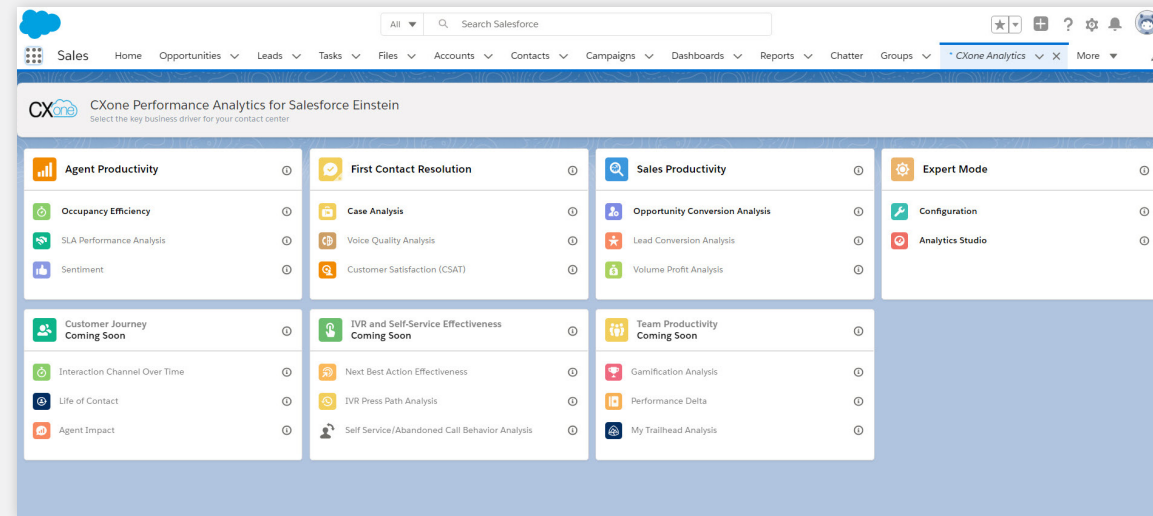 All
Search Salesforce
Sales Home Opportunities Leads Tasks Files Accounts Contacts Campaigns Dashboards Reports Chatter Groups * CXone Analytics More
CXone
CXone Performance Analytics for Salesforce Einstein
Select the key business driver for your contact center
Agent Productivity
Occupancy Efficiency
SLA Performance Analysis
Sentiment
First Contact Resolution
Case Analysis
Voice Quality Analysis
Customer Satisfaction (CSAT)
Sales Productivity
Opportunity Conversion Analysis
Lead Conversion Analysis
Volume Profit Analysis
Expert Mode
Configuration
Analytics Studio
Customer Journey
Coming Soon
Interaction Channel Over Time
Life of Contact
Agent Impact
IVR and Self-Service Effectiveness
Coming Soon
Next Best Action Effectiveness
IVR Press Path Analysis
Self Service/Abandoned Call Behavior Analysis
Team Productivity
Coming Soon
Gamification Analysis
Performance Delta
My Trailhead Analysis